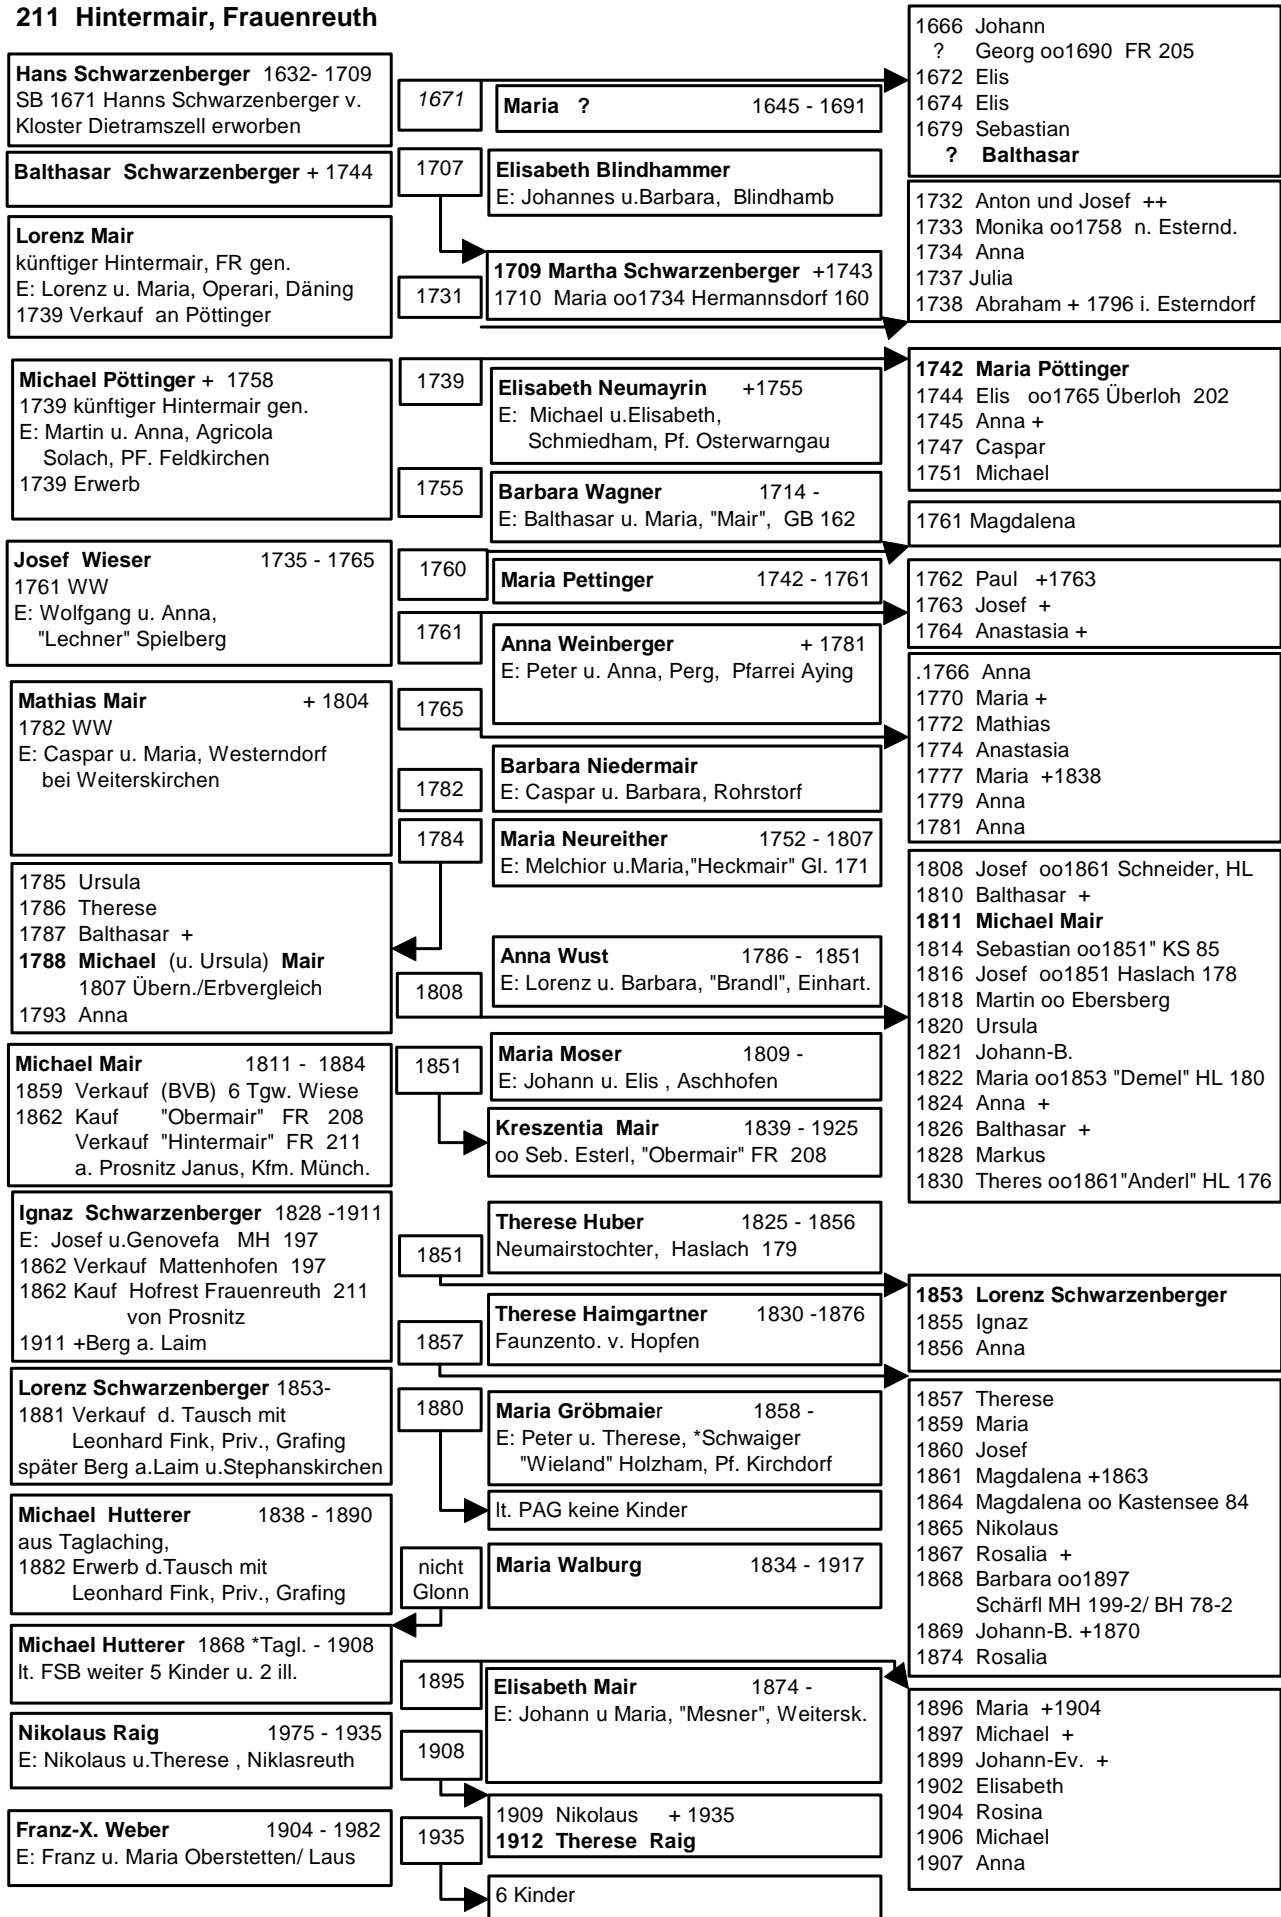 211 Hintermair, Frauenreuth
Hans Schwarzenberger 1632- 1709
SB 1671 Hanns Schwarzenberger v.
Kloster Dietramszell erworben
1671
Maria ? 1645 - 1691
1666 Johann
? Georg oo1690 FR 205
1672 Elis
1674 Elis
1679 Sebastian
? Balthasar
Balthasar Schwarzenberger + 1744
1707
Elisabeth Blindhammer
E: Johannes u.Barbara, Blindhamb
Lorenz Mair
künftiger Hintermair, FR gen.
E: Lorenz u. Maria, Operari, Däning
1739 Verkauf an Pöttinger
1731
1709 Martha Schwarzenberger +1743
1710 Maria oo1734 Hermannsdorf 160
1732 Anton und Josef ++
1733 Monika oo1758 n. Esternd.
1734 Anna
1737 Julia
1738 Abraham + 1796 i. Esterndorf
Michael Pöttinger + 1758
1739 künftiger Hintermair gen.
E: Martin u. Anna, Agricola
Solach, PF. Feldkirchen
1739 Erwerb
1739
Elisabeth Neumayrin +1755
E: Michael u.Elisabeth,
Schmiedham, Pf. Osterwarngau
1742 Maria Pöttinger
1744 Elis oo1765 Überloh 202
1745 Anna +
1747 Caspar
1751 Michael
1755
Barbara Wagner 1714 -
E: Balthasar u. Maria, "Mair", GB 162
1761 Magdalena
Josef Wieser 1735 - 1765
1761 WW
E: Wolfgang u. Anna,
"Lechner" Spielberg
1760
Maria Pettinger 1742 - 1761
1761
Anna Weinberger + 1781
E: Peter u. Anna, Perg, Pfarrei Aying
1762 Paul +1763
1763 Josef +
1764 Anastasia +
Mathias Mair + 1804
1782 WW
E: Caspar u. Maria, Westerndorf
bei Weiterskirchen
1765
.1766 Anna
1770 Maria +
1772 Mathias
1774 Anastasia
1777 Maria +1838
1779 Anna
1781 Anna
1782
Barbara Niedermair
E: Caspar u. Barbara, Rohrstorf
1784
Maria Neureither 1752 - 1807
E: Melchior u.Maria,"Heckmair" Gl. 171
1785 Ursula
1786 Therese
1787 Balthasar +
1788 Michael (u. Ursula) Mair
1807 Übern./Erbvergleich
1793 Anna
1808
Anna Wust 1786 - 1851
E: Lorenz u. Barbara, "Brandl", Einhart.
1808 Josef oo1861 Schneider, HL
1810 Balthasar +
1811 Michael Mair
1814 Sebastian oo1851" KS 85
1816 Josef oo1851 Haslach 178
1818 Martin oo Ebersberg
1820 Ursula
1821 Johann-B.
1822 Maria oo1853 "Demel" HL 180
1824 Anna +
1826 Balthasar +
1828 Markus
1830 Theres oo1861"Anderl" HL 176
Michael Mair 1811 - 1884
1859 Verkauf (BVB) 6 Tgw. Wiese
1862 Kauf "Obermair" FR 208
Verkauf "Hintermair" FR 211
a. Prosnitz Janus, Kfm. Münch.
1851
Maria Moser 1809 -
E: Johann u. Elis , Aschhofen
Kreszentia Mair 1839 - 1925
oo Seb. Esterl, "Obermair" FR 208
Ignaz Schwarzenberger 1828 -1911
E: Josef u.Genovefa MH 197
1862 Verkauf Mattenhofen 197
1862 Kauf Hofrest Frauenreuth 211
von Prosnitz
1911 +Berg a. Laim
1851
Therese Huber 1825 - 1856
Neumairstochter, Haslach 179
1853 Lorenz Schwarzenberger
1855 Ignaz
1856 Anna
1857
Therese Haimgartner 1830 -1876
Faunzento. v. Hopfen
1857 Therese
1859 Maria
1860 Josef
1861 Magdalena +1863
1864 Magdalena oo Kastensee 84
1865 Nikolaus
1867 Rosalia +
1868 Barbara oo1897
Schärfl MH 199-2/ BH 78-2
1869 Johann-B. +1870
1874 Rosalia
Lorenz Schwarzenberger 1853-
1881 Verkauf d. Tausch mit
Leonhard Fink, Priv., Grafing
später Berg a.Laim u.Stephanskirchen
1880
Maria Gröbmaier 1858 -
E: Peter u. Therese, *Schwaiger
"Wieland" Holzham, Pf. Kirchdorf
lt. PAG keine Kinder
Michael Hutterer 1838 - 1890
aus Taglaching,
1882 Erwerb d.Tausch mit
Leonhard Fink, Priv., Grafing
nicht
Glonn
Maria Walburg 1834 - 1917
Michael Hutterer 1868 *Tagl. - 1908
lt. FSB weiter 5 Kinder u. 2 ill.
1895
Elisabeth Mair 1874 -
E: Johann u Maria, "Mesner", Weitersk.
1896 Maria +1904
1897 Michael +
1899 Johann-Ev. +
1902 Elisabeth
1904 Rosina
1906 Michael
1907 Anna
Nikolaus Raig 1975 - 1935
E: Nikolaus u.Therese , Niklasreuth
1908
1909 Nikolaus + 1935
1912 Therese Raig
Franz-X. Weber 1904 - 1982
E: Franz u. Maria Oberstetten/ Laus
1935
6 Kinder